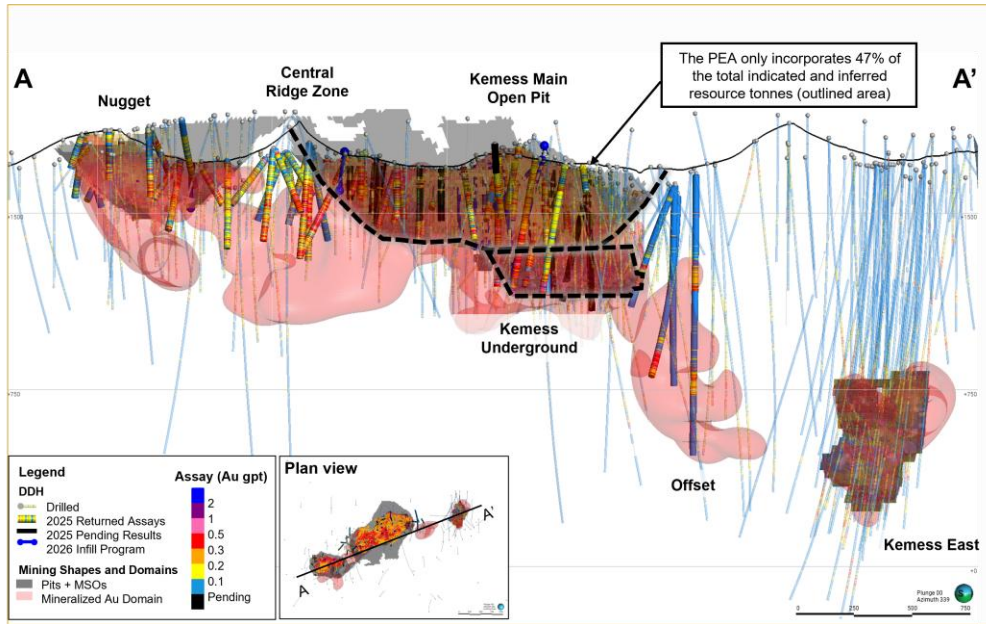 A
A'
Nugget
Central
Ridge Zone
Kemess Main
Open Pit
The PEA only incorporates 47% of
the total indicated and inferred
resource tonnes (outlined area)
+1500
+1500
Kemess
Underground
+750
+750
Offset
Kemess East
+0
Legend
DDH
Drilled
2025 Returned Assays
2025 Pending Results
2026 Infill Program
Mining Shapes and Domains
Pits + MSOs
Mineralized Au Domain
Assay (Au gpt)
2
1
0.5
0.3
0.2
0.1
Pending
Plan view
A
A'
Plunge 00
Azimuth 339
0
250
500
750